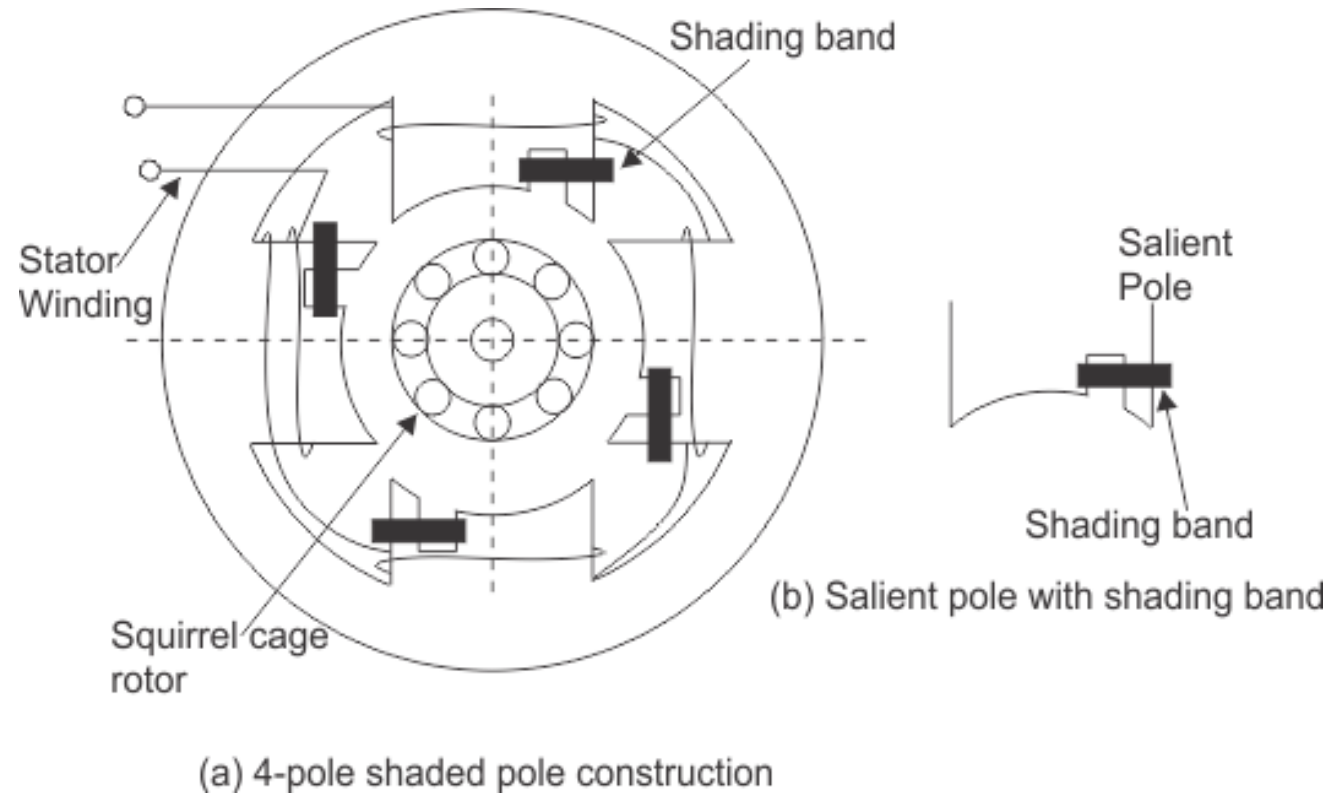 Shading band
Stator
Winding
Salient
Pole
Shading band
(b) Salient pole with shading band
Squirrel cage
rotor
(a) 4-pole shaded pole construction